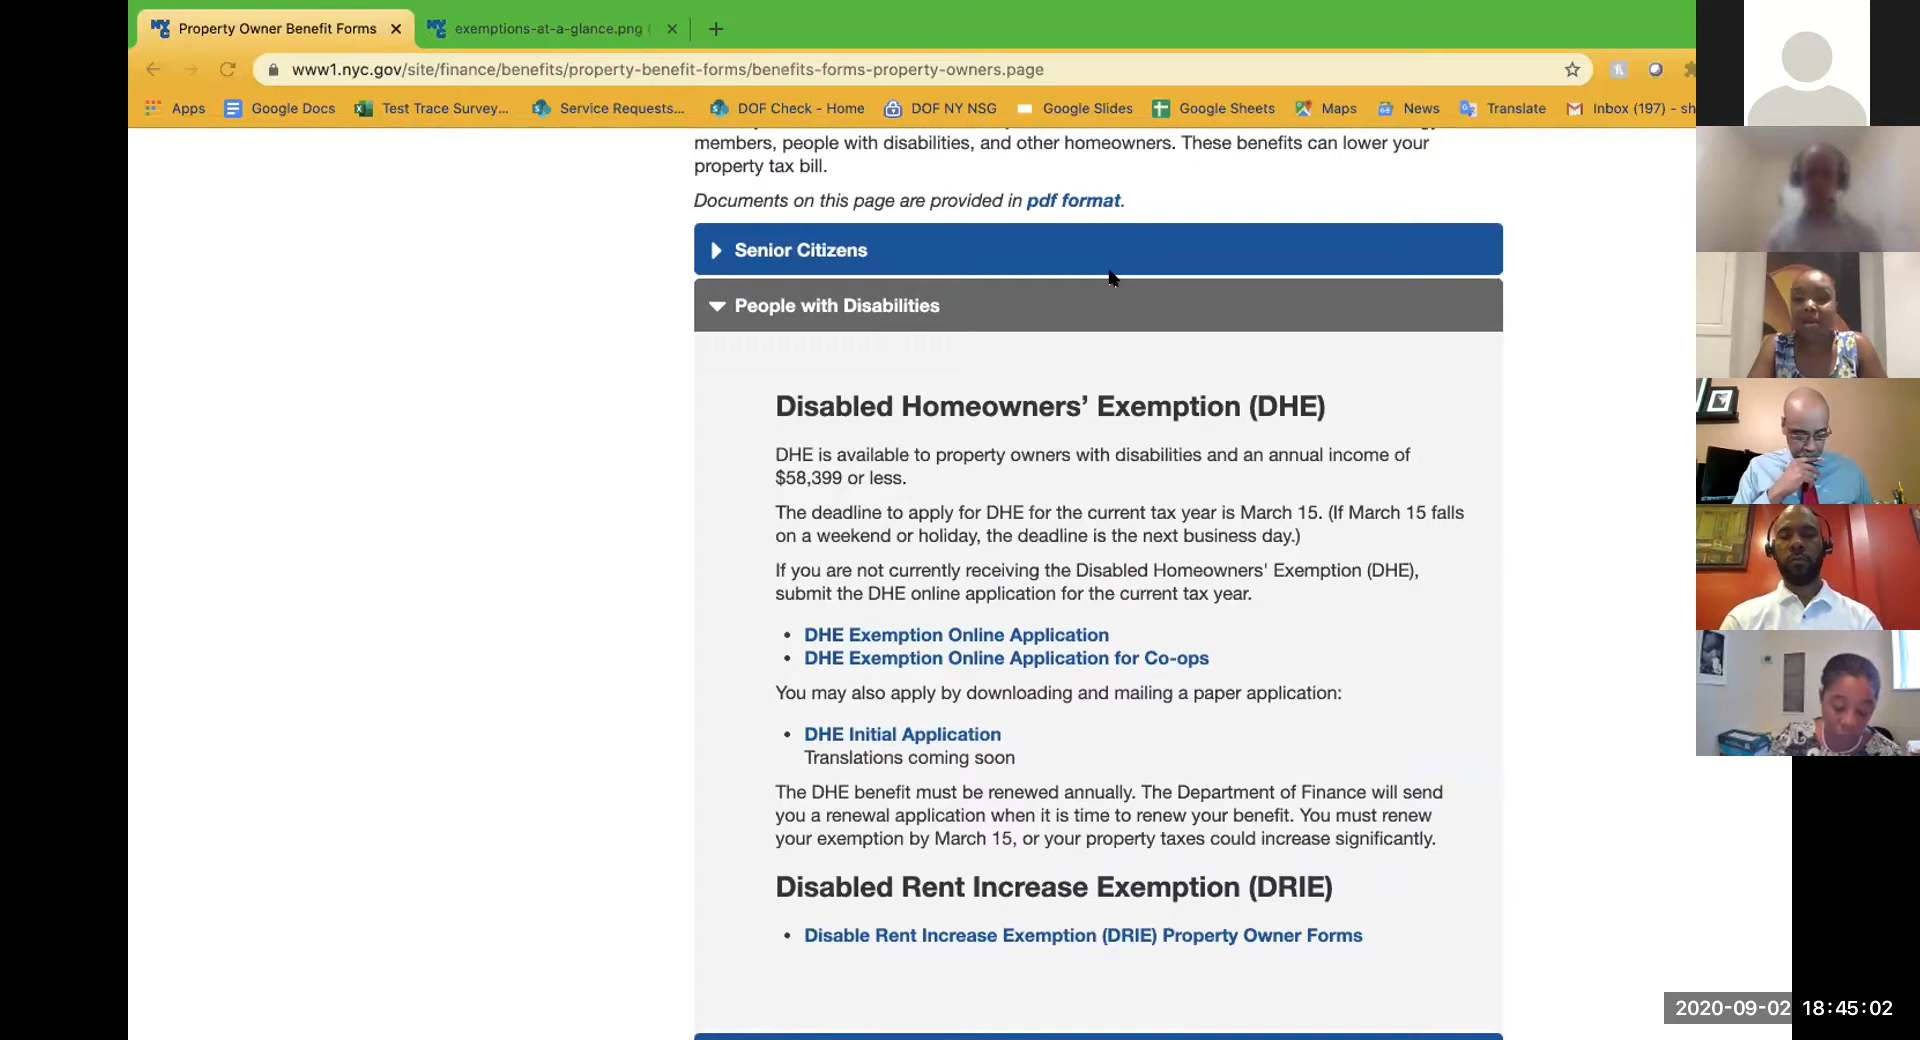 Property Owner Benefit Forms
exemptions-at-a-glance.png
www1.nyc.gov/site/finance/benefits/property-benefit-forms/benefits-forms-property-owners.page
Apps Google Docs Test Trace Survey... Service Requests... DOF Check - Home DOF NY NSG Google Slides Google Sheets Maps News Translate Inbox (197) - sh
members, people with disabilities, and other homeowners. These benefits can lower your
property tax bill.
Documents on this page are provided in pdf format.
Senior Citizens
People with Disabilities
Disabled Homeowners’ Exemption (DHE)
DHE is available to property owners with disabilities and an annual income of
$58,399 or less.
The deadline to apply for DHE for the current tax year is March 15. (If March 15 falls
on a weekend or holiday, the deadline is the next business day.)
If you are not currently receiving the Disabled Homeowners' Exemption (DHE),
submit the DHE online application for the current tax year.
• DHE Exemption Online Application
• DHE Exemption Online Application for Co-ops
You may also apply by downloading and mailing a paper application:
• DHE Initial Application
Translations coming soon
The DHE benefit must be renewed annually. The Department of Finance will send
you a renewal application when it is time to renew your benefit. You must renew
your exemption by March 15, or your property taxes could increase significantly.
Disabled Rent Increase Exemption (DRIE)
• Disable Rent Increase Exemption (DRIE) Property Owner Forms
2020-09-02 18:45:02